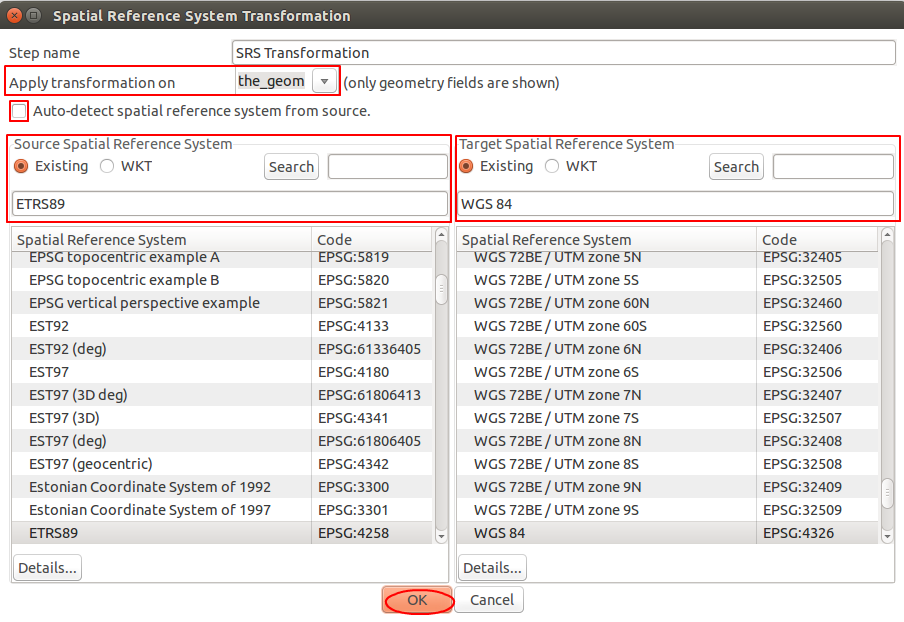 Spatial Reference System Transformation
Step name SRS Transformation
Apply transformation on the_geom (only geometry fields are shown)
Auto-detect spatial reference system from source.
Source Spatial Reference System
Existing WKT Search
ETRS89
Spatial Reference System Code
EPSG topocentric example A EPSG:5819
EPSG topocentric example B EPSG:5820
EPSG vertical perspective example EPSG:5821
EST92 EPSG:4133
EST92 (deg) EPSG:61336405
EST97 EPSG:4180
EST97 (3D deg) EPSG:61806413
EST97 (3D) EPSG:4341
EST97 (deg) EPSG:61806405
EST97 (geocentric) EPSG:4342
Estonian Coordinate System of 1992 EPSG:3300
Estonian Coordinate System of 1997 EPSG:3301
ETRS89 EPSG:4258
Details...
Target Spatial Reference System
Existing WKT Search
WGS 84
Spatial Reference System Code
WGS 72BE / UTM zone 5N EPSG:32405
WGS 72BE / UTM zone 5S EPSG:32505
WGS 72BE / UTM zone 60N EPSG:32460
WGS 72BE / UTM zone 60S EPSG:32560
WGS 72BE / UTM zone 6N EPSG:32406
WGS 72BE / UTM zone 6S EPSG:32506
WGS 72BE / UTM zone 7N EPSG:32407
WGS 72BE / UTM zone 7S EPSG:32507
WGS 72BE / UTM zone 8N EPSG:32408
WGS 72BE / UTM zone 8S EPSG:32508
WGS 72BE / UTM zone 9N EPSG:32409
WGS 72BE / UTM zone 9S EPSG:32509
WGS 84 EPSG:4326
Details...
OK Cancel